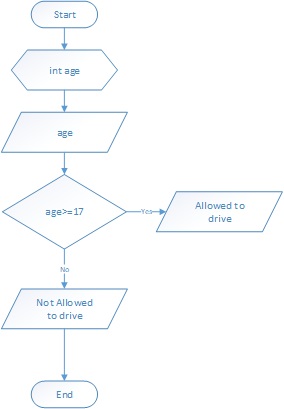 Start
int age
age
age>=17
Yes
Allowed to
drive
No
Not Allowed
to drive
End